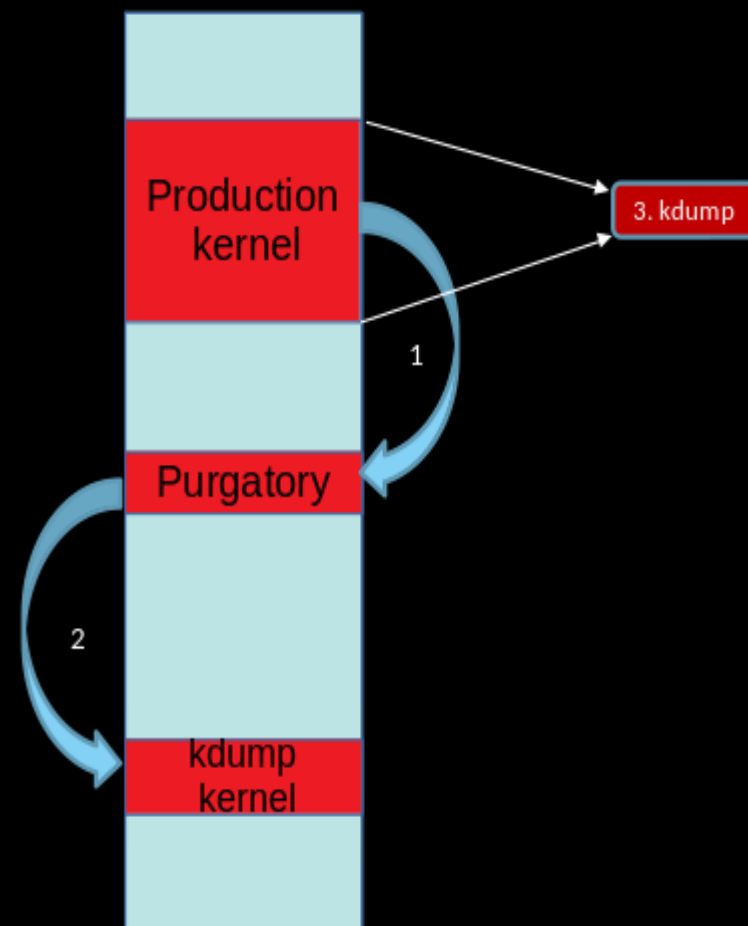 Production
kernel
3. kdump
1
Purgatory
2
kdump
kernel